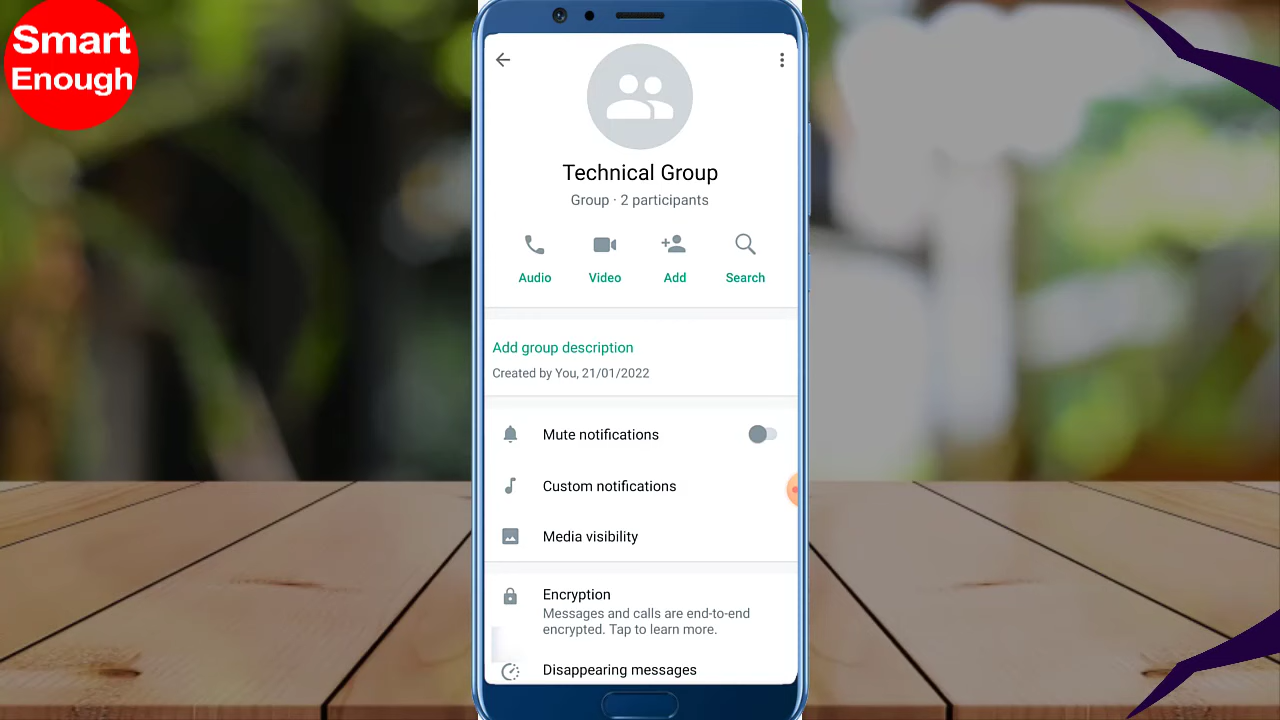 Smart
Enough
Technical Group
Group · 2 participants
Audio
Video
Add
Search
Add group description
Created by You, 21/01/2022
Mute notifications
Custom notifications
Media visibility
Encryption
Messages and calls are end-to-end
encrypted. Tap to learn more.
Disappearing messages